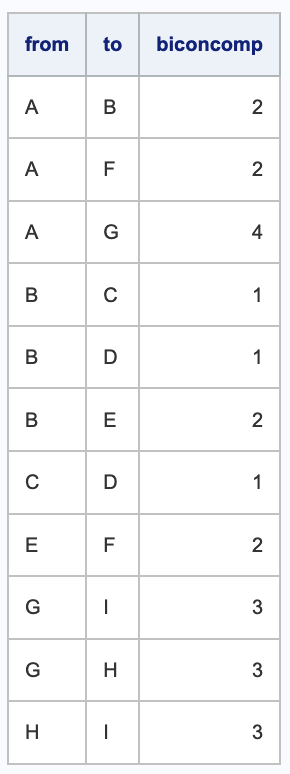 from to biconcomp
A B 2
A F 2
A G 4
B C 1
B D 1
B E 2
C D 1
E F 2
G I 3
G H 3
H I 3